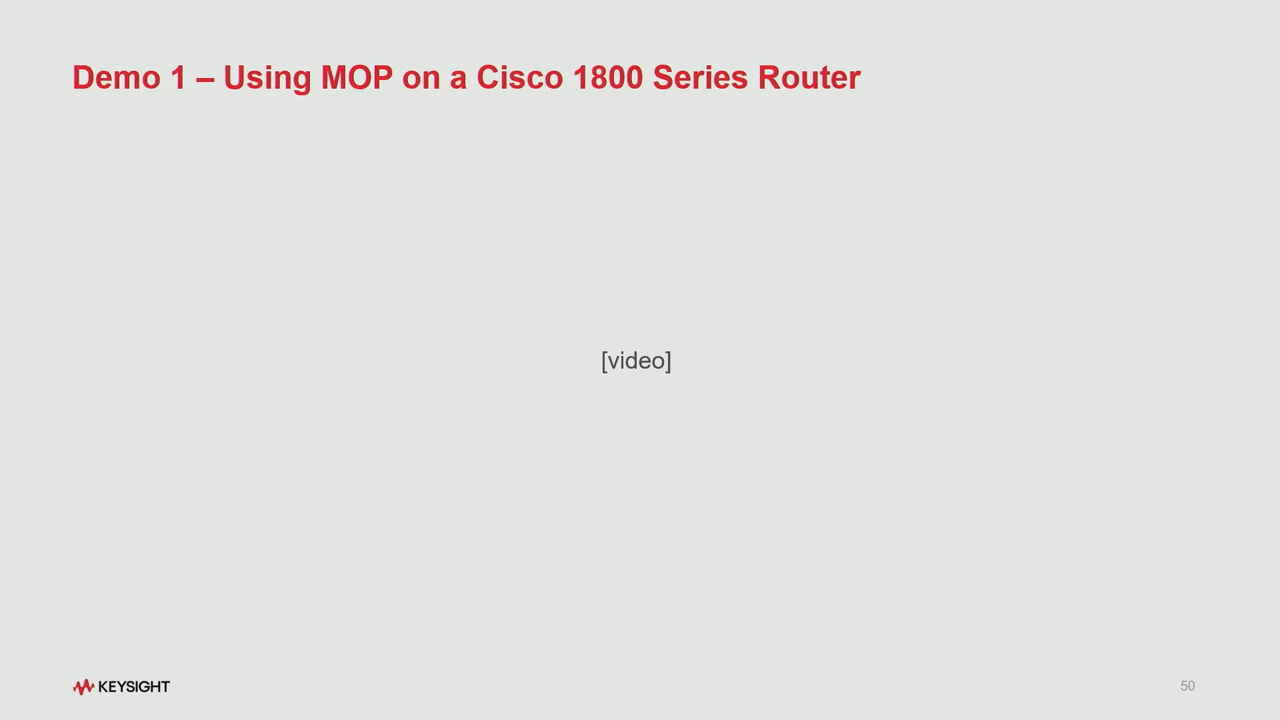 Demo 1 – Using MOP on a Cisco 1800 Series Router
[video]
KEYSIGHT
50